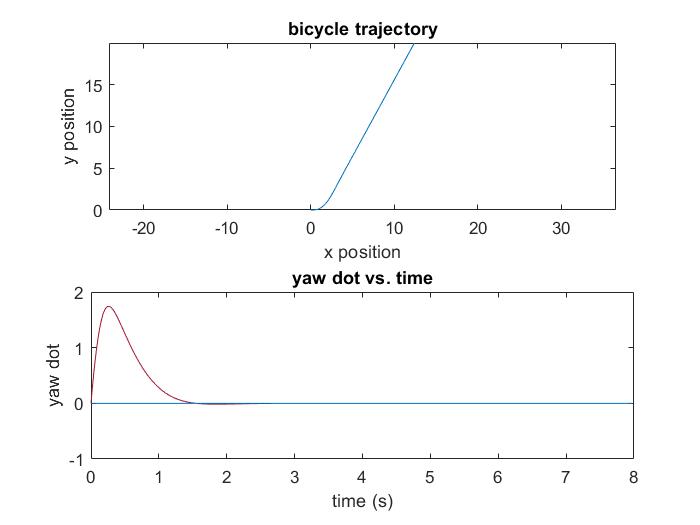 bicycle trajectory
15
10
5
0
y position
-20 -10 0 10 20 30
x position
yaw dot vs. time
2
1
0
-1
yaw dot
0 1 2 3 4 5 6 7 8
time (s)